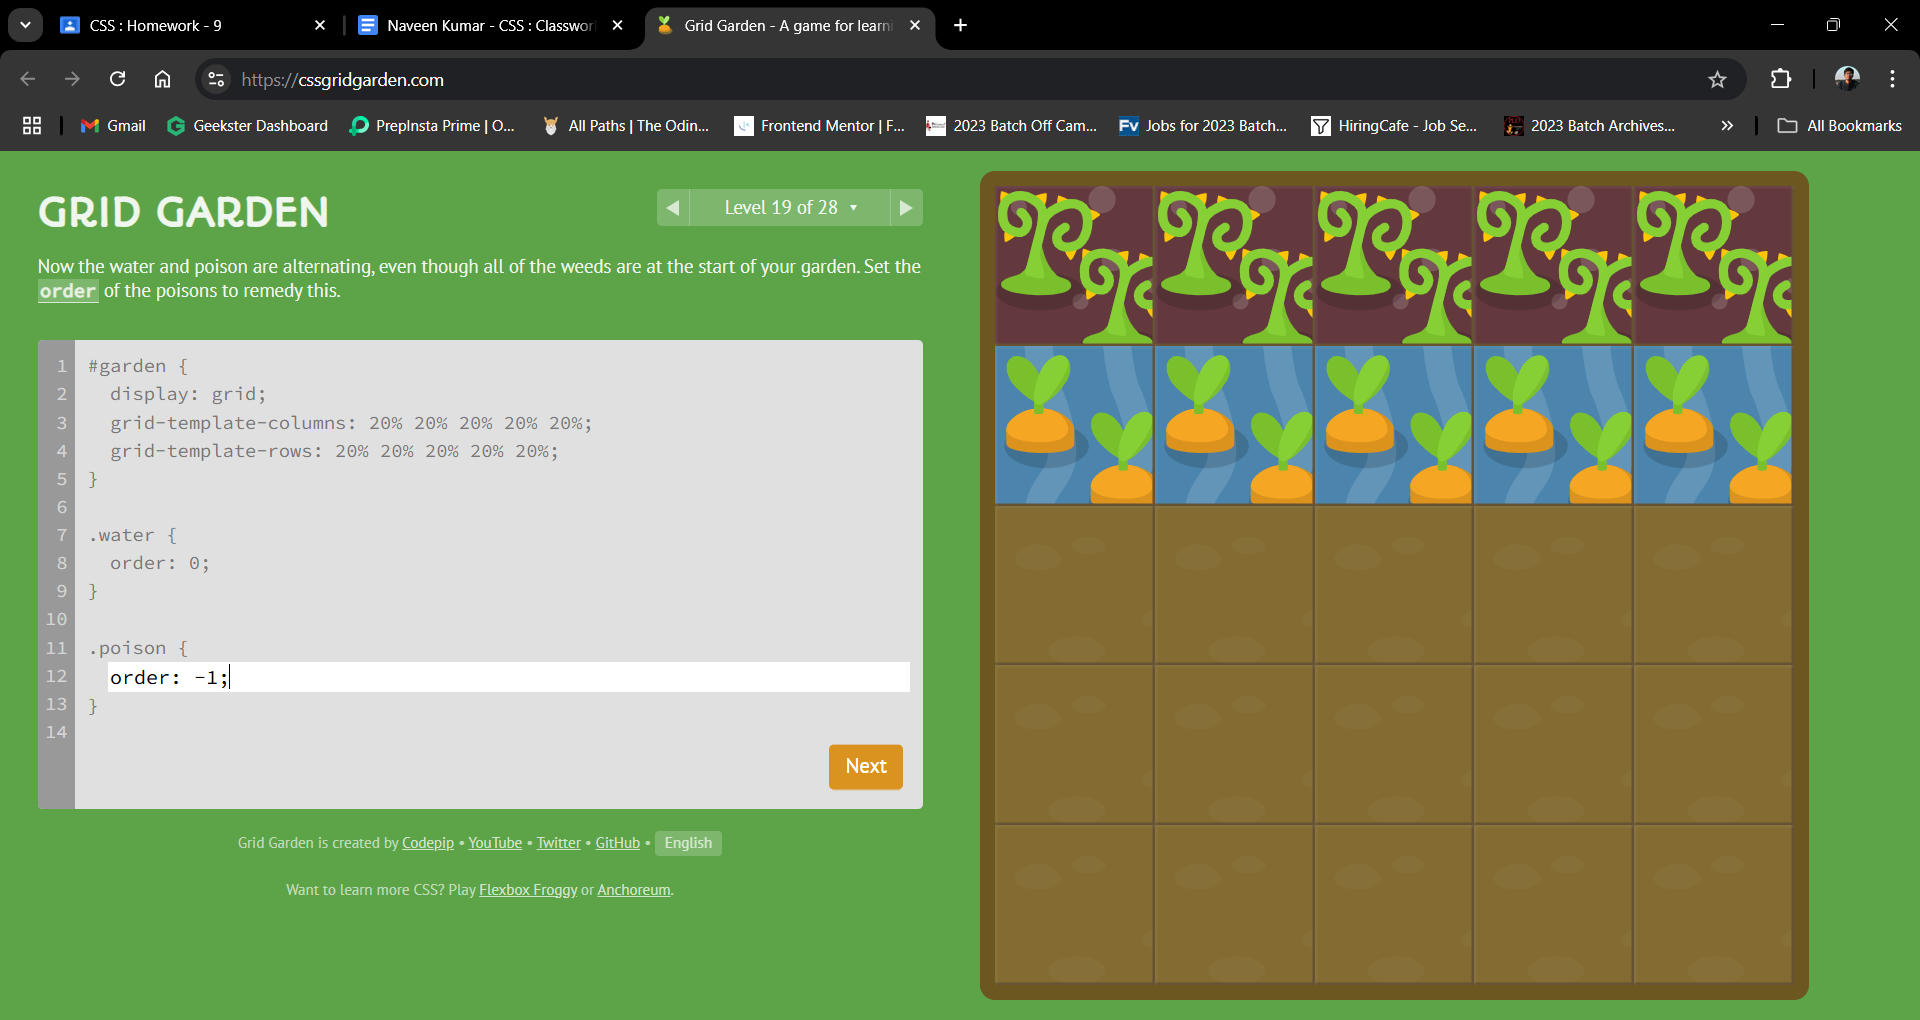 CSS : Homework - 9
Naveen Kumar - CSS : Classwor
Grid Garden - A game for learni
https://cssgridgarden.com
Gmail
Geekster Dashboard
PrepInsta Prime | O...
All Paths | The Odin...
Frontend Mentor | F...
2023 Batch Off Cam...
Fv Jobs for 2023 Batch...
HiringCafe - Job Se...
2023 Batch Archives...
All Bookmarks
GRID GARDEN
Level 19 of 28
Now the water and poison are alternating, even though all of the weeds are at the start of your garden. Set the
order of the poisons to remedy this.
1 #garden {
2 display: grid;
3 grid-template-columns: 20% 20% 20% 20% 20%;
4 grid-template-rows: 20% 20% 20% 20% 20%;
5 }
6
7 .water {
8 order: 0;
9 }
10
11 .poison {
12 order: -1;
13 }
14
Next
Grid Garden is created by Codepip • YouTube • Twitter • GitHub • English
Want to learn more CSS? Play Flexbox Froggy or Anchoreum.